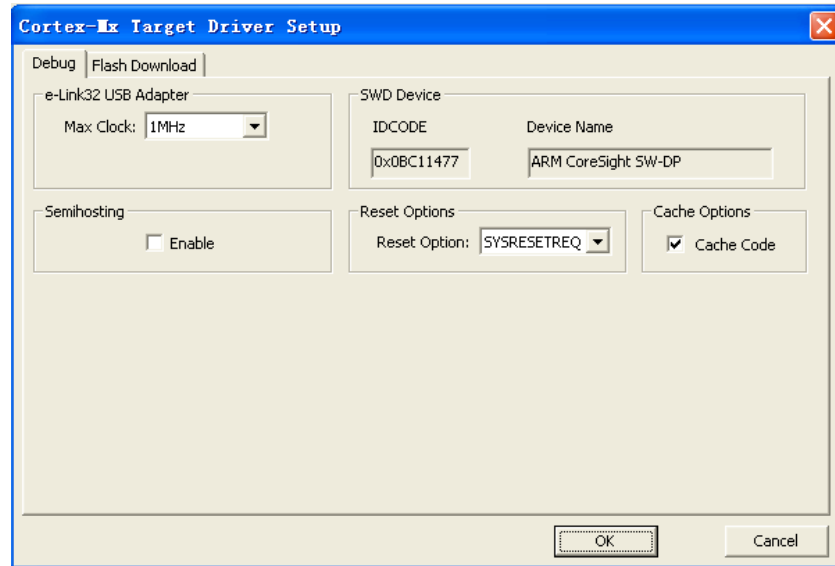 Cortex-Mx Target Driver Setup
Debug
Flash Download
e-Link32 USB Adapter
Max Clock: 1MHz
SWD Device
IDCODE
Device Name
0x0BC11477
ARM CoreSight SW-DP
Semihosting
Enable
Reset Options
Reset Option: SYSRESETREQ
Cache Options
Cache Code
OK
Cancel